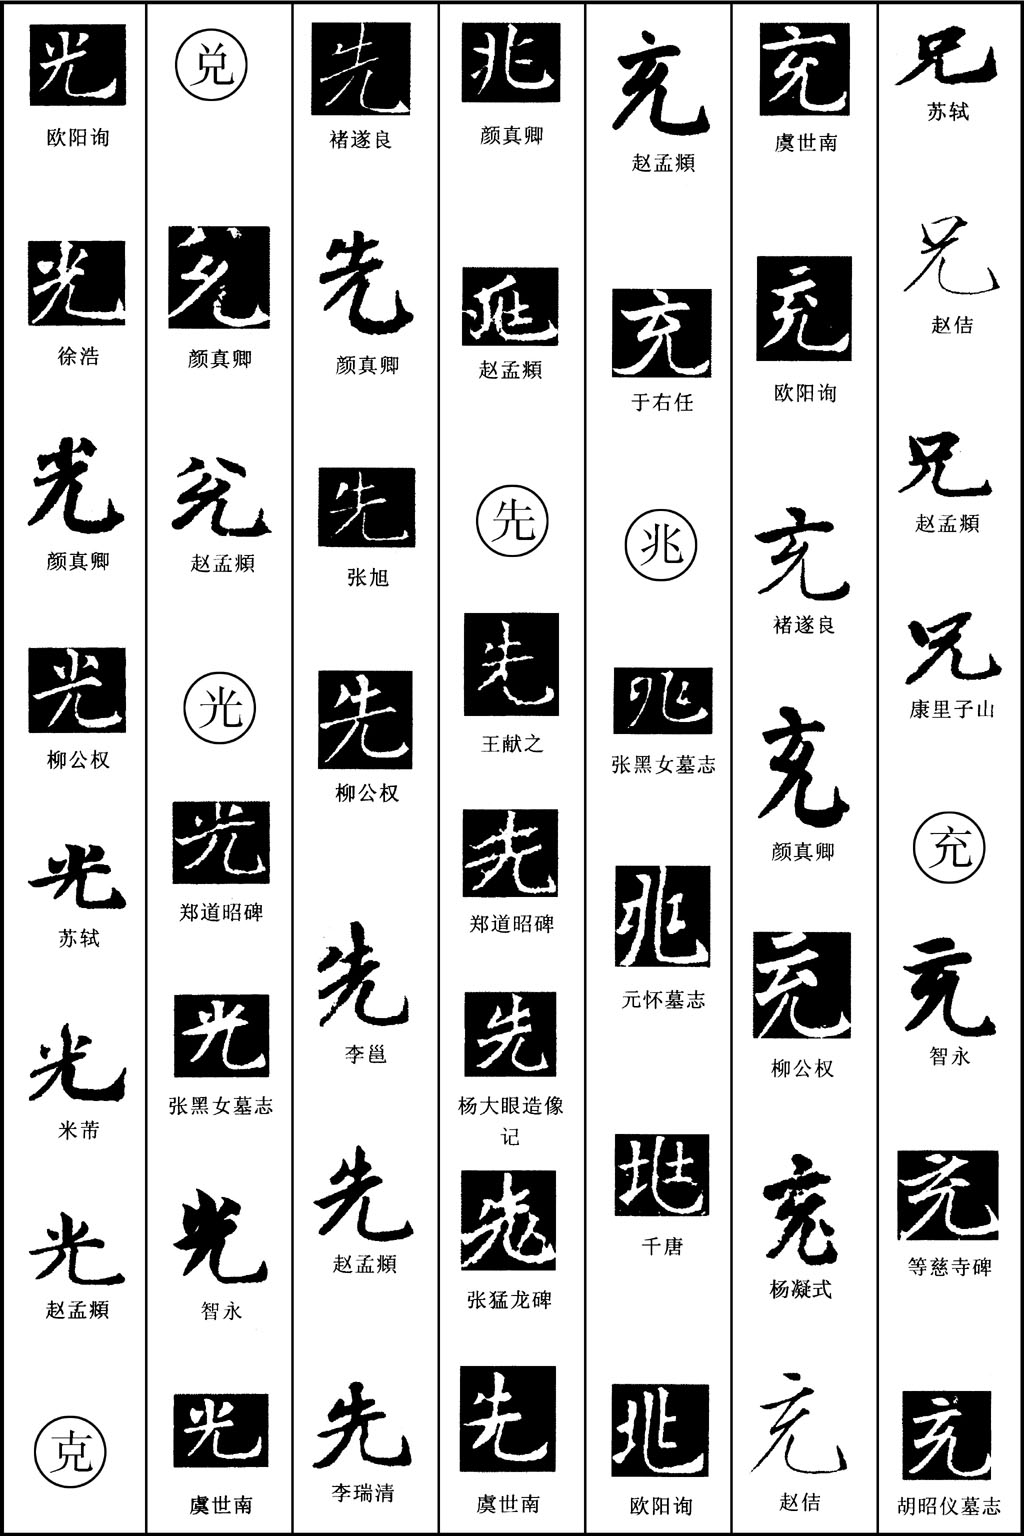 兄
苏轼
兄
赵佶
兄
赵孟頫
兄
康里子山
充
充
智永
充
等慈寺碑
充
胡昭仪墓志
充
虞世南
充
欧阳询
充
褚遂良
充
颜真卿
充
柳公权
充
杨凝式
充
赵佶
充
赵孟頫
充
于右任
兆
兆
张黑女墓志
兆
元怀墓志
兆
千唐
兆
欧阳询
兆
颜真卿
兆
赵孟頫
先
先
王献之
先
郑道昭碑
先
杨大眼造像
记
先
张猛龙碑
先
虞世南
先
褚遂良
先
颜真卿
先
张旭
先
柳公权
先
李邕
先
赵孟頫
先
李瑞清
兑
兑
颜真卿
兑
赵孟頫
光
光
郑道昭碑
光
张黑女墓志
光
智永
光
虞世南
光
欧阳询
光
徐浩
光
颜真卿
光
柳公权
光
苏轼
光
米芾
光
赵孟頫
克